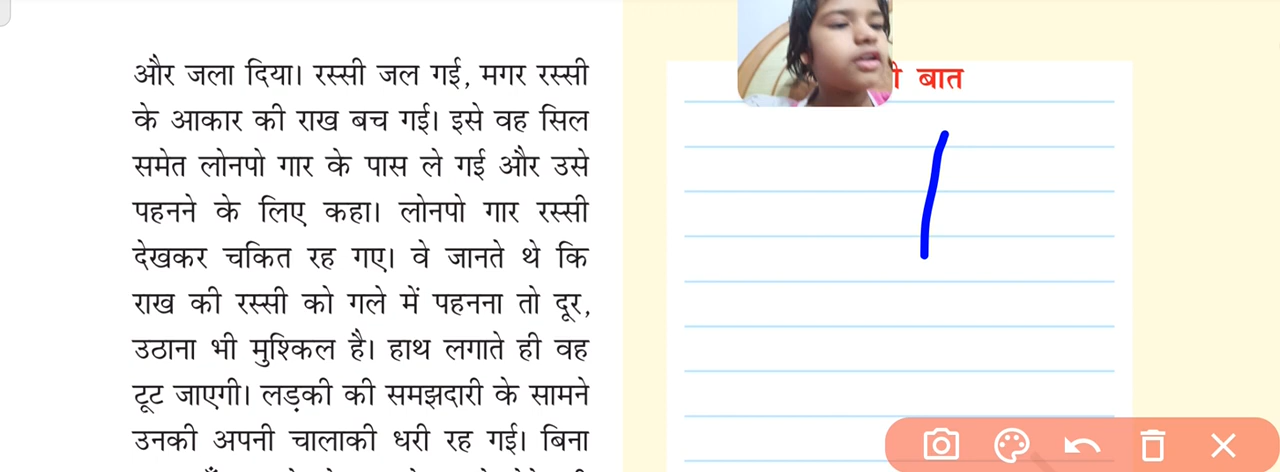 और जला दिया। रस्सी जल गई, मगर रस्सी
के आकार की राख बच गई। इसे वह सिल
समेत लोनपो गार के पास ले गई और उसे
पहनने के लिए कहा। लोनपो गार रस्सी
देखकर चकित रह गए। वे जानते थे कि
राख की रस्सी को गले में पहनना तो दूर,
उठाना भी मुश्किल है। हाथ लगाते ही वह
टूट जाएगी। लड़की की समझदारी के सामने
उनकी अपनी चालाकी धरी रह गई। बिना
बात